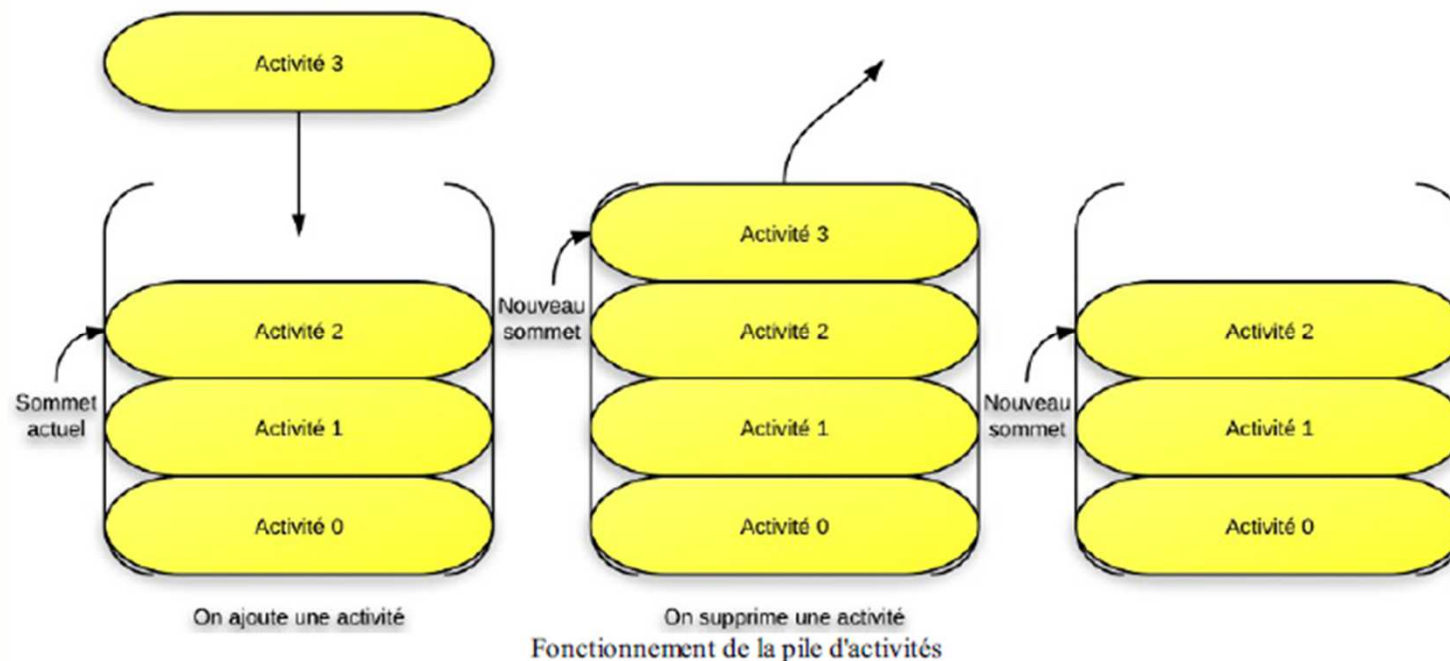 Activité 3
Activité 2
Activité 1
Activité 0
Sommet
actuel
On ajoute une activité
Activité 3
Activité 2
Activité 1
Activité 0
Nouveau
sommet
On supprime une activité
Activité 2
Activité 1
Activité 0
Nouveau
sommet
Fonctionnement de la pile d'activités